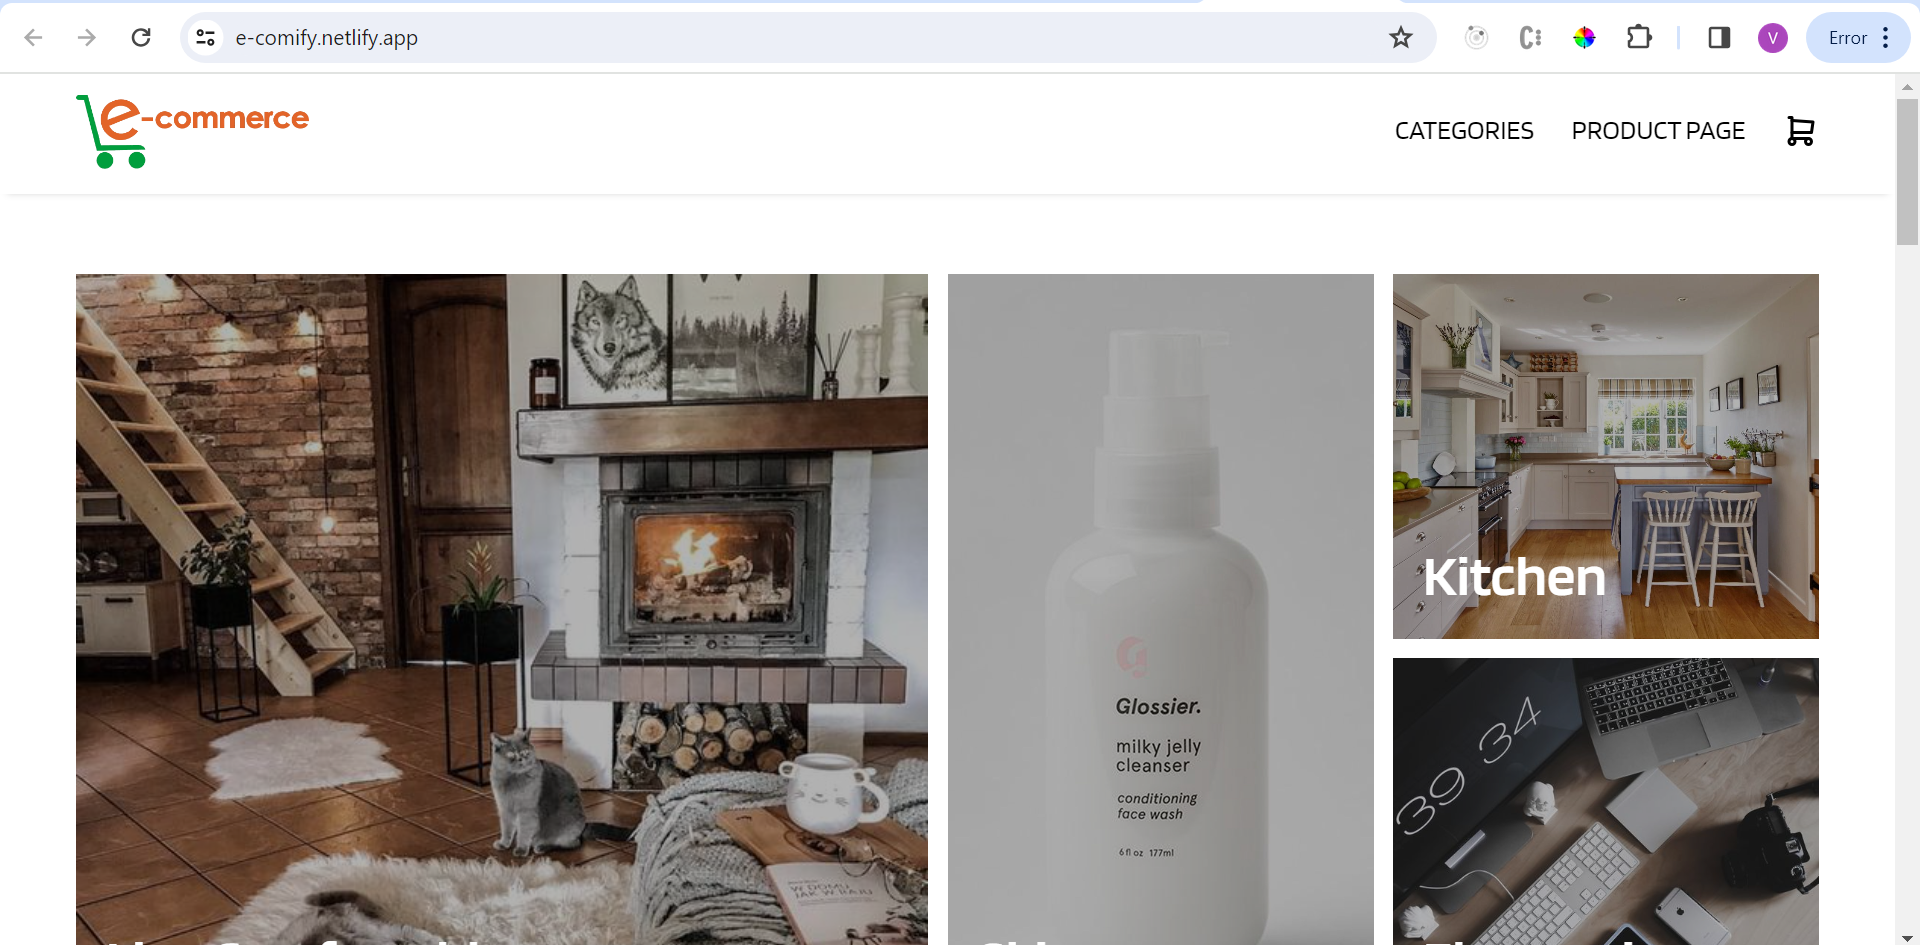 e-comify.netlify.app
V
Error
e-commerce
CATEGORIES
PRODUCT PAGE
Kitchen
Glossier.
milky jelly
cleanser
conditioning
face wash
6 fl oz 177ml
39 34
W DOMU
JAK W RAJU